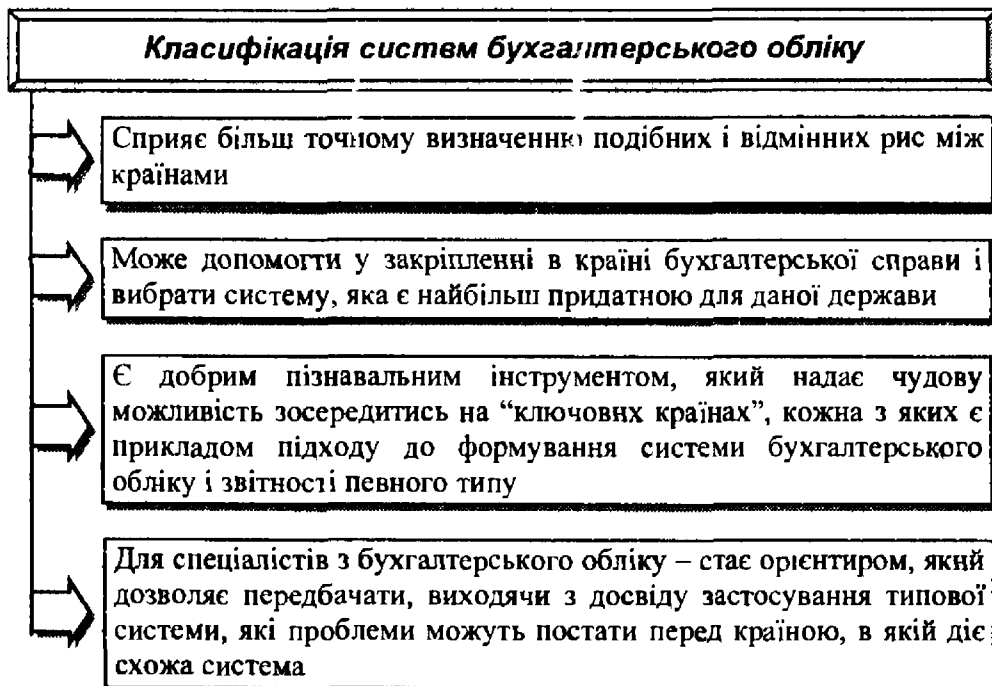 Класифікація систем бухгалтерського обліку
Сприяє більш точному визначенню подібних і відмінних рис між
країнами
Може допомогти у закріпленні в країні бухгалтерської справи і
вибрати систему, яка є найбільш придатною для даної держави
Є добрим пізнавальним інструментом, який надає чудову
можливість зосередитись на “ключових країнах”, кожна з яких є
прикладом підходу до формування системи бухгалтерського
обліку і звітності певного типу
Для спеціалістів з бухгалтерського обліку – стає орієнтиром, який
дозволяє передбачати, виходячи з досвіду застосування типової
системи, які проблеми можуть постати перед країною, в якій діє
схожа система